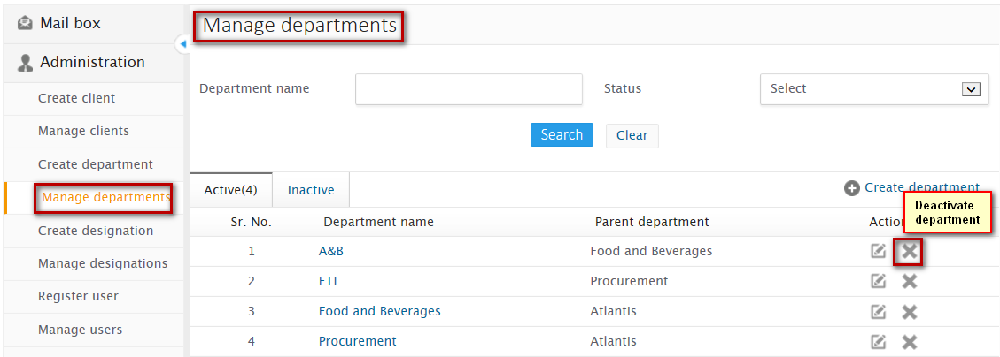 Mail box
Administration
Create client
Manage clients
Create department
Manage departments
Create designation
Manage designations
Register user
Manage users
Manage departments
Department name
Status
Select
Search
Clear
Active(4)
Inactive
Create department
Deactivate
department
Sr. No. Department name Parent department Action
1 A&B Food and Beverages
2 ETL Procurement
3 Food and Beverages Atlantis
4 Procurement Atlantis